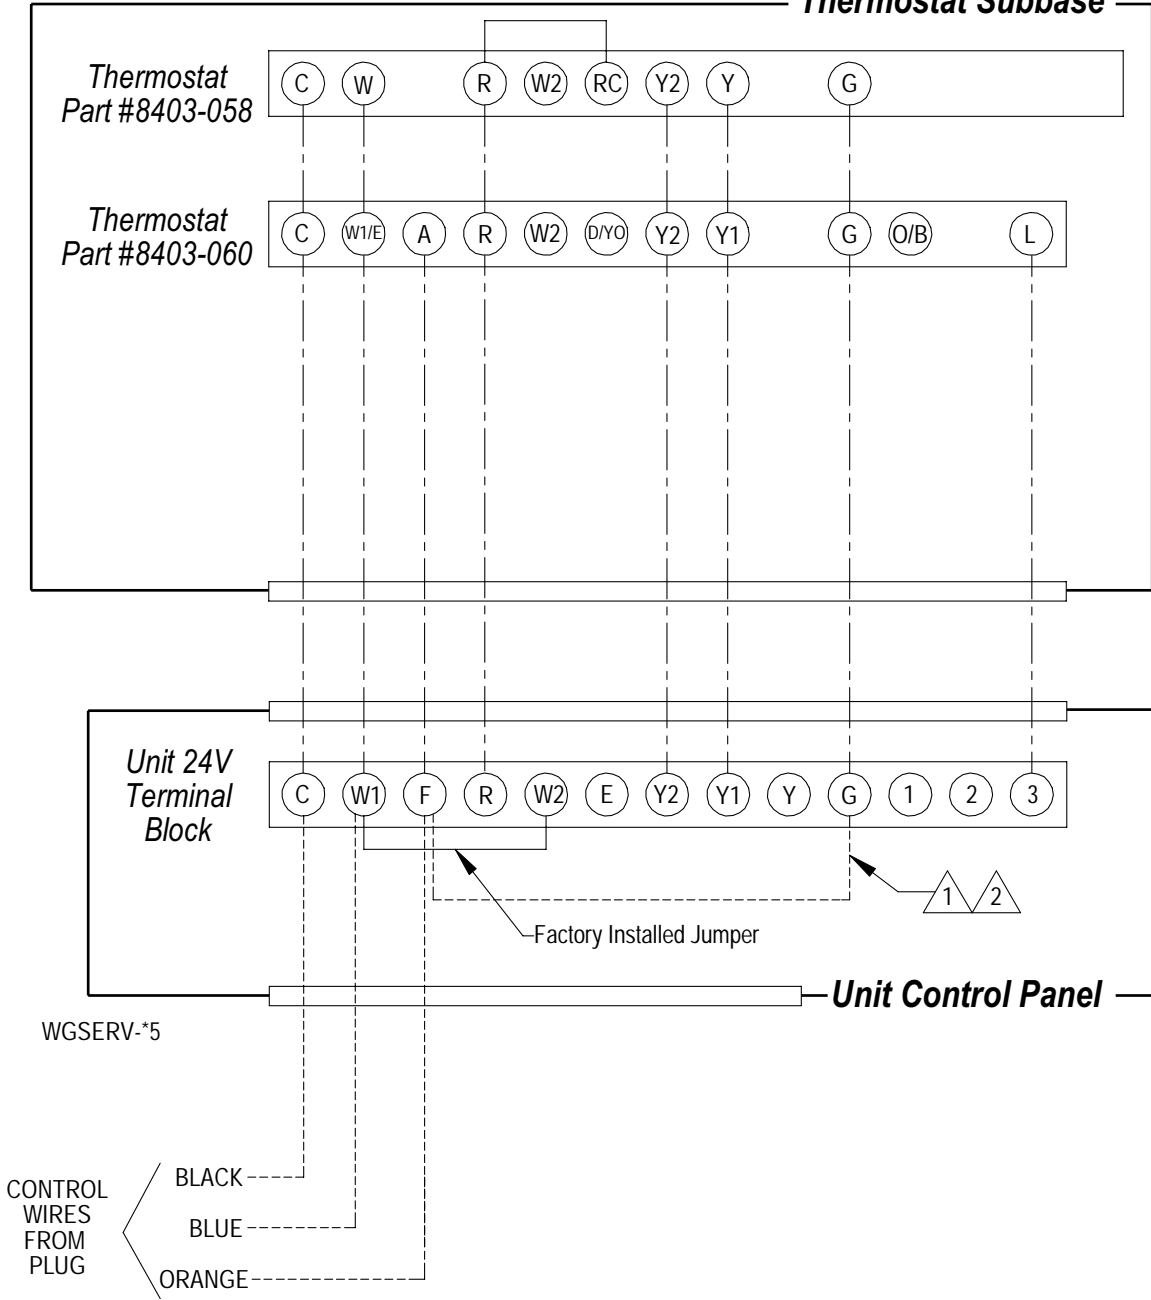 Thermostat Subbase
Thermostat
Part #8403-058
C W R W2 RC Y2 Y G
Thermostat
Part #8403-060
C W1/E A R W2 D/YO Y2 Y1 G O/B L
Unit 24V
Terminal
Block
C W1 F R W2 E Y2 Y1 Y G 1 2 3
1 2
Factory Installed Jumper
Unit Control Panel
WGSERV-*5
CONTROL
WIRES
FROM
PLUG
BLACK
BLUE
ORANGE